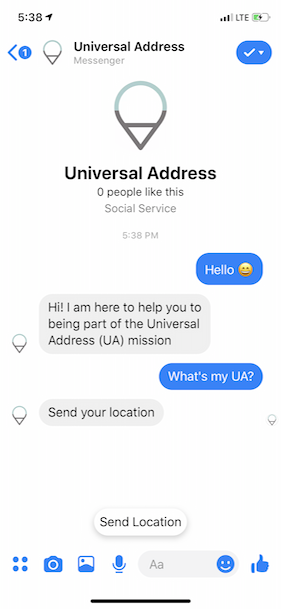 5:38
LTE
1
Universal Address
Messenger
Universal Address
0 people like this
Social Service
5:38 PM
Hello 😀
Hi! I am here to help you to
being part of the Universal
Address (UA) mission
What's my UA?
Send your location
Send Location
Aa